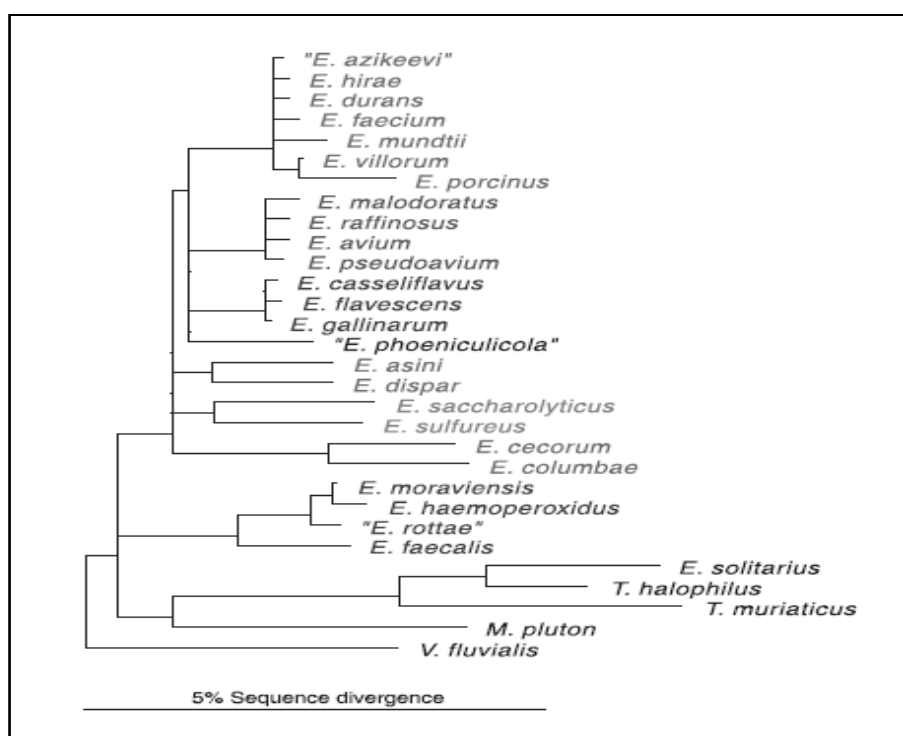 "E. azikeevi"
E. hirae
E. durans
E. faecium
E. mundtii
E. villorum
E. porcinus
E. malodoratus
E. raffinosus
E. avium
E. pseudoavium
E. casseliflavus
E. flavescens
E. gallinarum
"E. phoeniculicola"
E. asini
E. dispar
E. saccharolyticus
E. sulfureus
E. cecorum
E. columbae
E. moraviensis
E. haemoperoxidus
"E. rottae"
E. faecalis
E. solitarius
T. halophilus
T. muriaticus
M. pluton
V. fluvialis
5% Sequence divergence